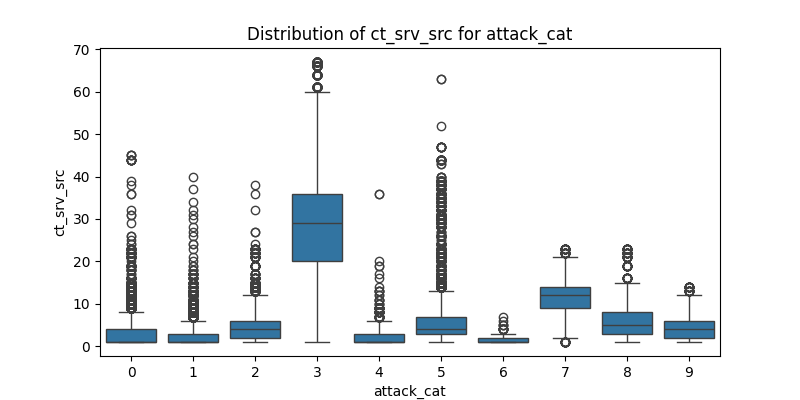 Distribution of ct_srv_src for attack_cat
ct_srv_src
70
60
50
40
30
20
10
0
0 1 2 3 4 5 6 7 8 9
attack_cat